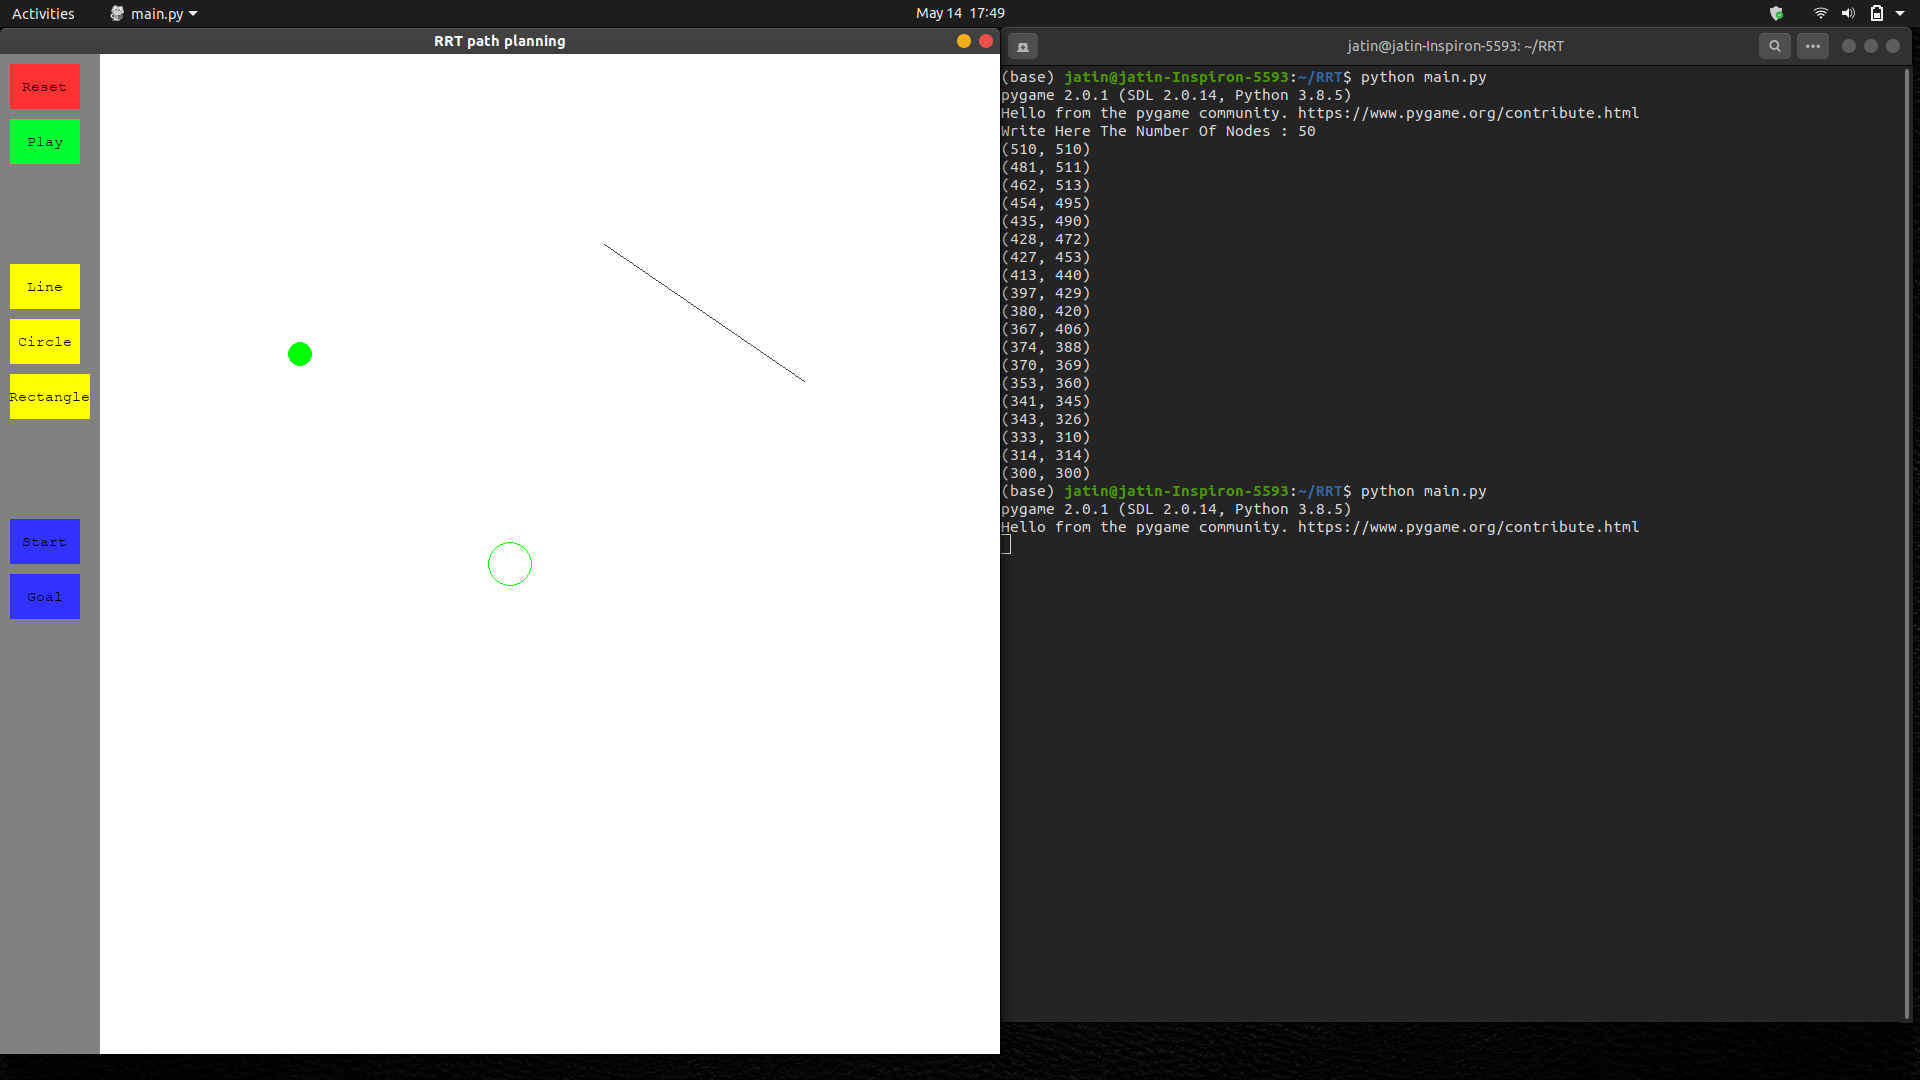 Activities
main.py
May 14 17:49
RRT path planning
Reset
Play
Line
Circle
Rectangle
Start
Goal
jatin@jatin-Inspiron-5593: ~/RRT
(base) jatin@jatin-Inspiron-5593:~/RRT$ python main.py
pygame 2.0.1 (SDL 2.0.14, Python 3.8.5)
Hello from the pygame community. https://www.pygame.org/contribute.html
Write Here The Number Of Nodes : 50
(510, 510)
(481, 511)
(462, 513)
(454, 495)
(435, 490)
(428, 472)
(427, 453)
(413, 440)
(397, 429)
(380, 420)
(367, 406)
(374, 388)
(370, 369)
(353, 360)
(341, 345)
(343, 326)
(333, 310)
(314, 314)
(300, 300)
(base) jatin@jatin-Inspiron-5593:~/RRT$ python main.py
pygame 2.0.1 (SDL 2.0.14, Python 3.8.5)
Hello from the pygame community. https://www.pygame.org/contribute.html